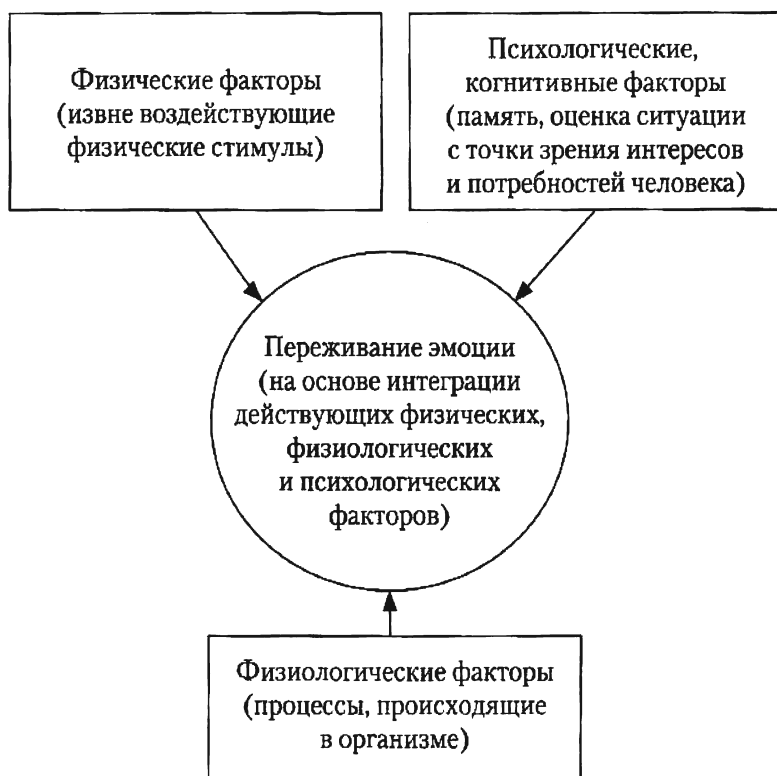 Физические факторы
(извне воздействующие
физические стимулы)
Психологические,
когнитивные факторы
(память, оценка ситуации
с точки зрения интересов
и потребностей человека)
Переживание эмоции
(на основе интеграции
действующих физических,
физиологических
и психологических
факторов)
Физиологические факторы
(процессы, происходящие
в организме)